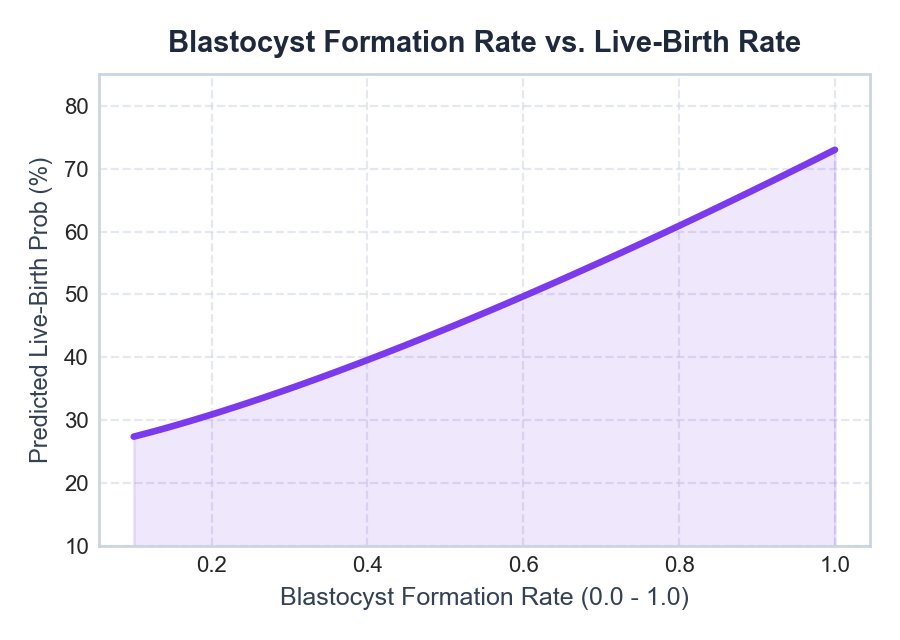 Blastocyst Formation Rate vs. Live-Birth Rate
Predicted Live-Birth Prob (%)
80
70
60
50
40
30
20
10
0.2 0.4 0.6 0.8 1.0
Blastocyst Formation Rate (0.0 - 1.0)